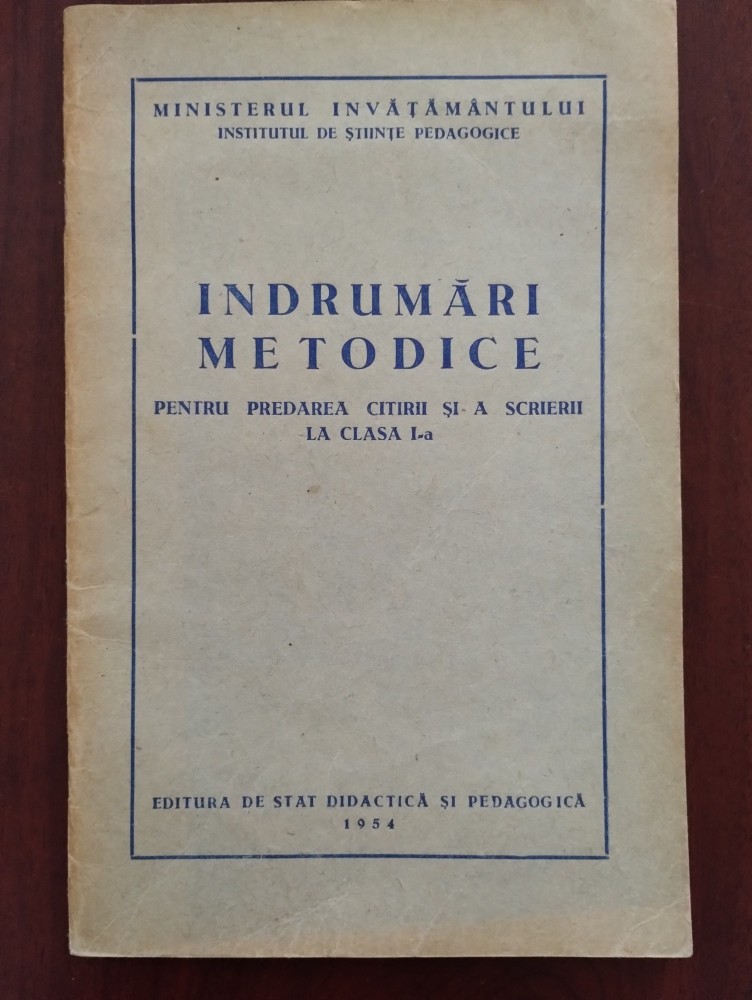 MINISTERUL INVĂȚĂMÂNTULUI
INSTITUTUL DE ȘTIINȚE PEDAGOGICE
INDRUMĂRI
METODICE
PENTRU PREDAREA CITIRII ȘI A SCRIERII
LA CLASA I-a
EDITURA DE STAT DIDACTICĂ ȘI PEDAGOGICĂ
1954